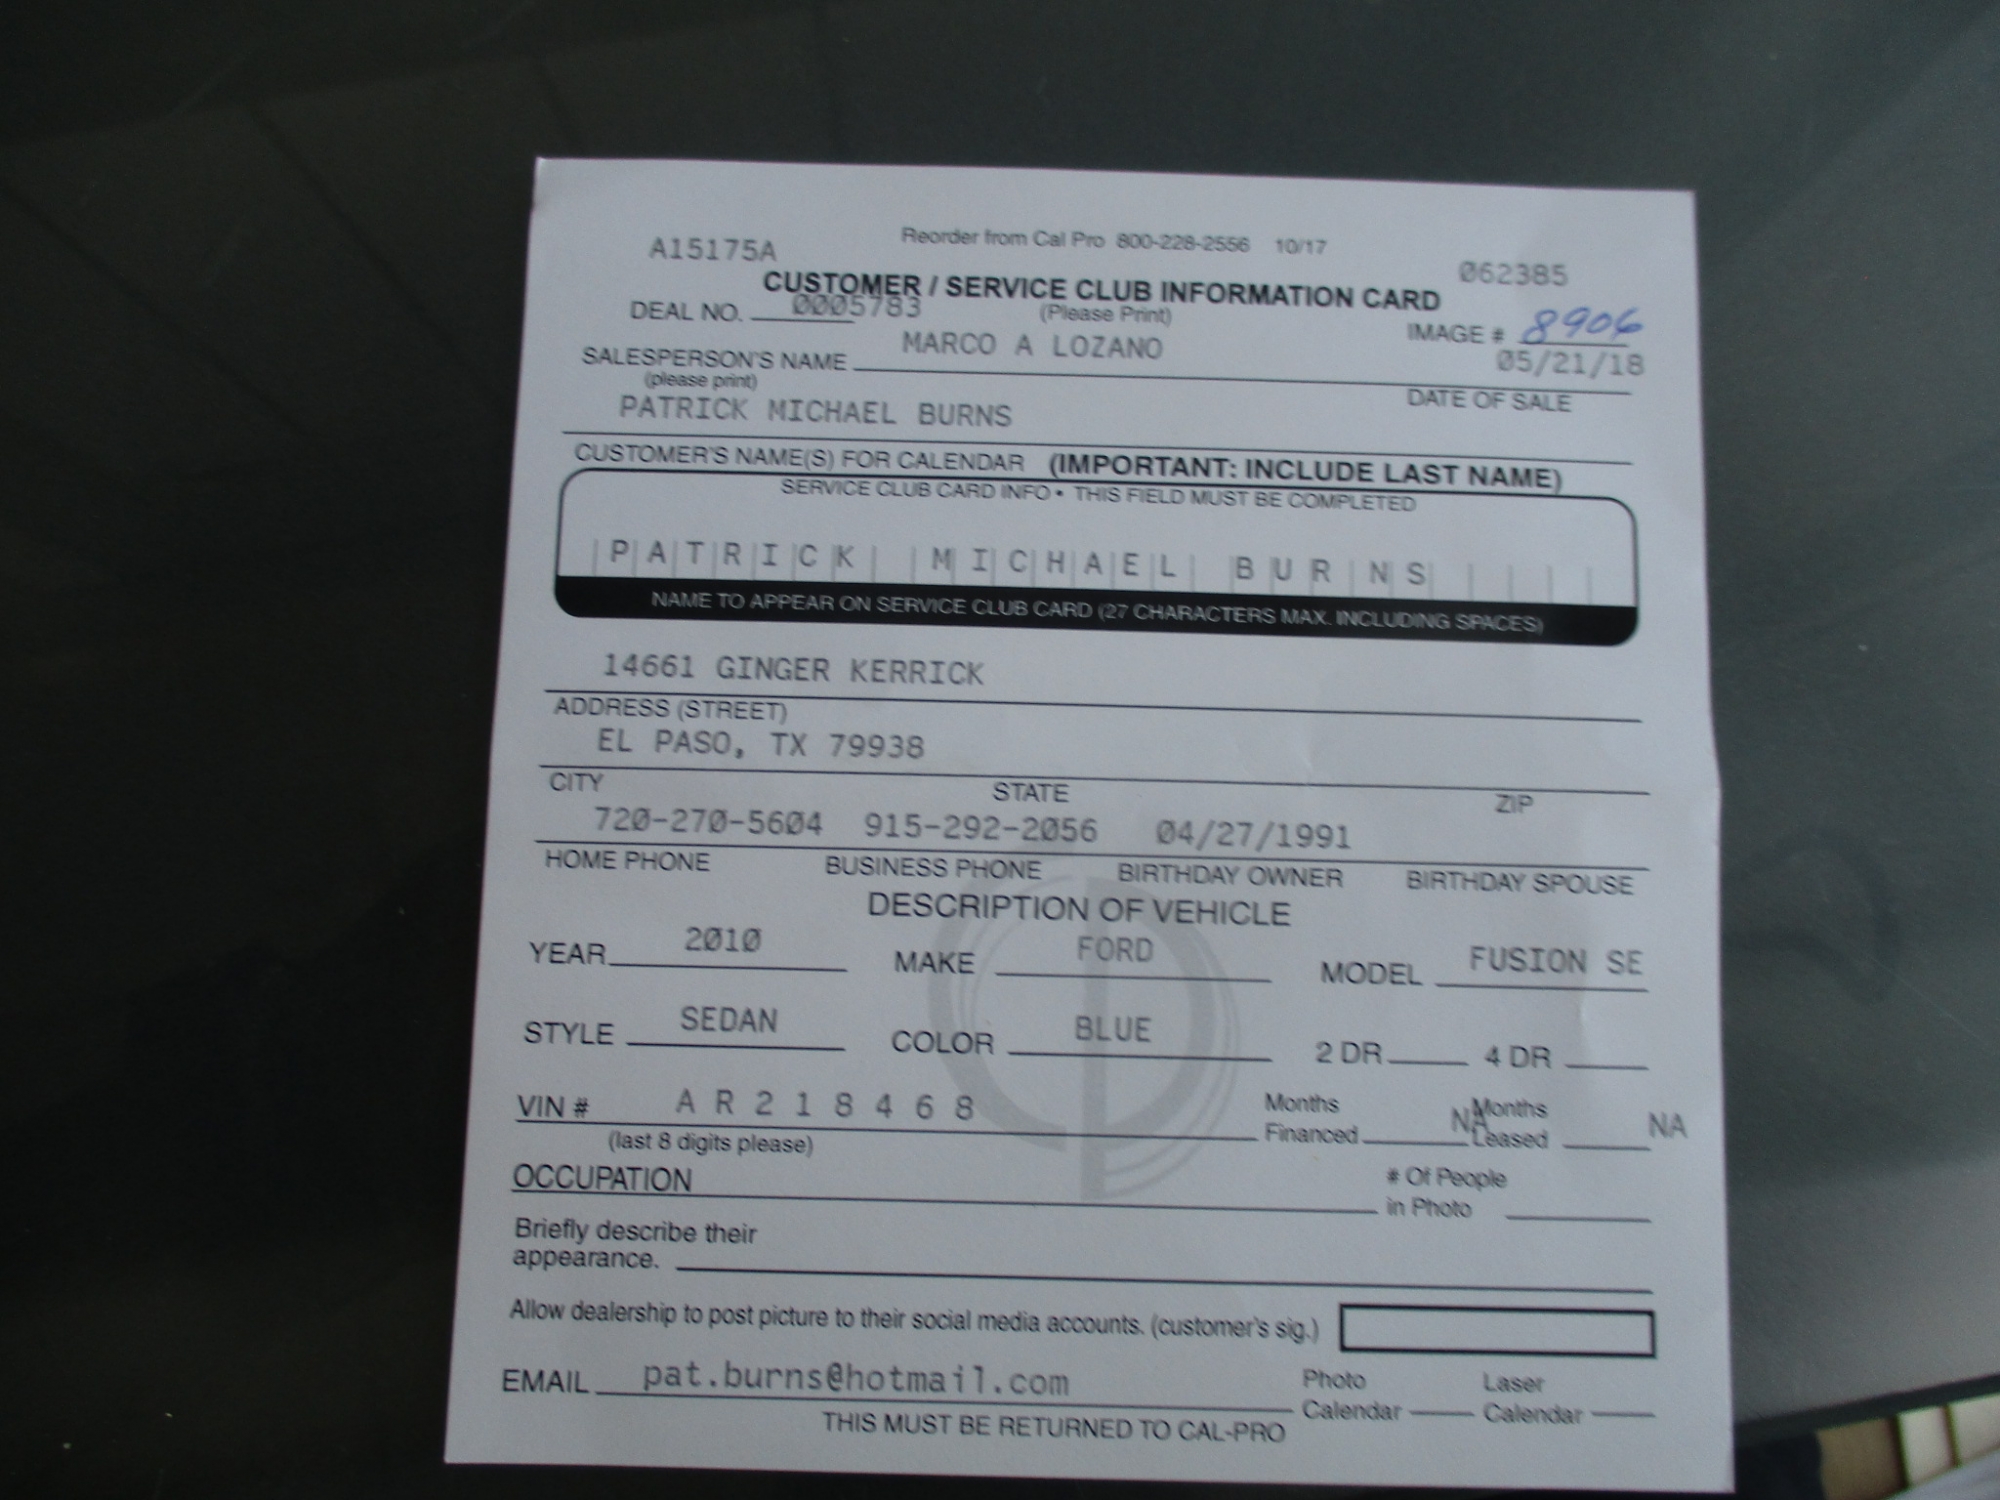 Reorder from Cal Pro 800-228-2556 10/17
A15175A 062385
CUSTOMER / SERVICE CLUB INFORMATION CARD
DEAL NO. 0005783 (Please Print) IMAGE # 8906
SALESPERSON'S NAME MARCO A LOZANO 05/21/18
(please print) DATE OF SALE
PATRICK MICHAEL BURNS
CUSTOMER'S NAME(S) FOR CALENDAR (IMPORTANT: INCLUDE LAST NAME)
SERVICE CLUB CARD INFO • THIS FIELD MUST BE COMPLETED
PATRICK MICHAEL BURNS
NAME TO APPEAR ON SERVICE CLUB CARD (27 CHARACTERS MAX. INCLUDING SPACES)
14661 GINGER KERRICK
ADDRESS (STREET)
EL PASO, TX 79938
CITY STATE ZIP
720-270-5604 915-292-2056 04/27/1991
HOME PHONE BUSINESS PHONE BIRTHDAY OWNER BIRTHDAY SPOUSE
DESCRIPTION OF VEHICLE
YEAR 2010 MAKE FORD MODEL FUSION SE
STYLE SEDAN COLOR BLUE 2 DR 4 DR
VIN # A R 2 1 8 4 6 8 Months Financed NA Months Leased NA
(last 8 digits please)
OCCUPATION # Of People in Photo
Briefly describe their
appearance.
Allow dealership to post picture to their social media accounts. (customer's sig.)
EMAIL pat.burns@hotmail.com Photo Calendar Laser Calendar
THIS MUST BE RETURNED TO CAL-PRO